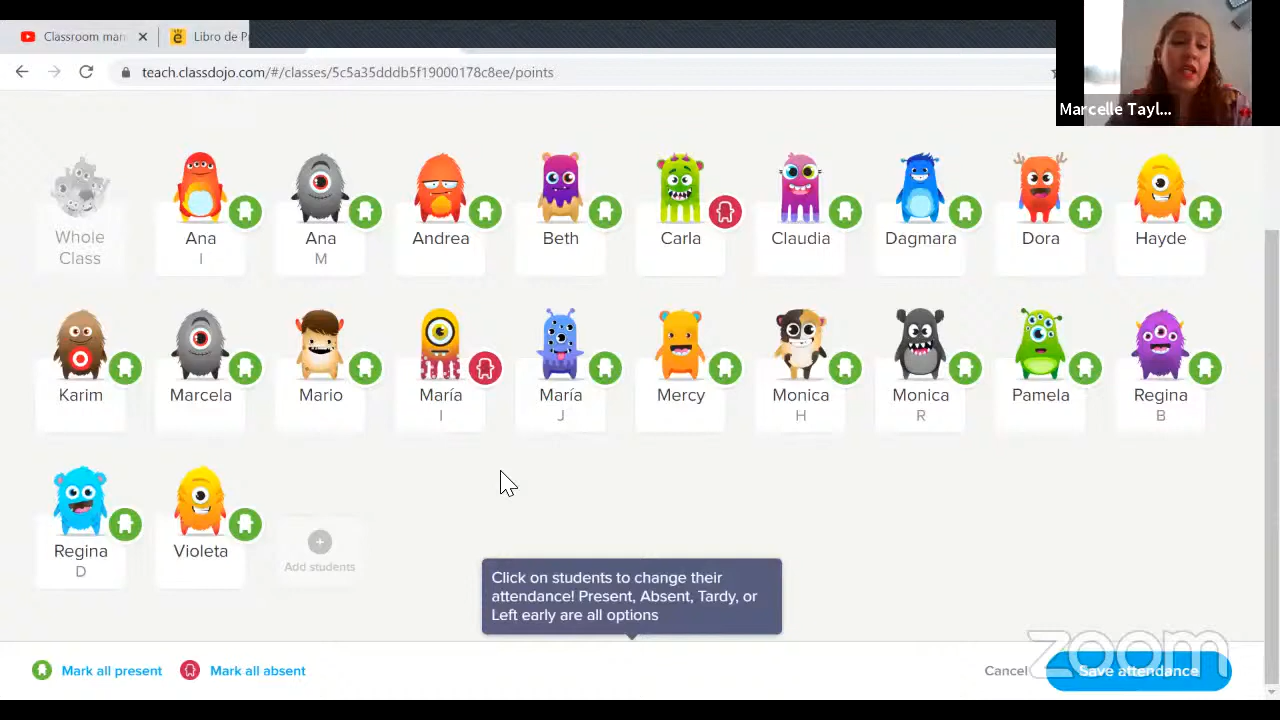 Classroom man
Libro de P
teach.classdojo.com/#/classes/5c5a35dddb5f19000178c8ee/points
Marcelle Tayl...
Whole
Class
Ana
I
Ana
M
Andrea
Beth
Carla
Claudia
Dagmara
Dora
Hayde
Karim
Marcela
Mario
María
I
María
J
Mercy
Monica
H
Monica
R
Pamela
Regina
B
Regina
D
Violeta
Add students
Click on students to change their
attendance! Present, Absent, Tardy, or
Left early are all options
Mark all present
Mark all absent
Cancel
Save attendance
zoom